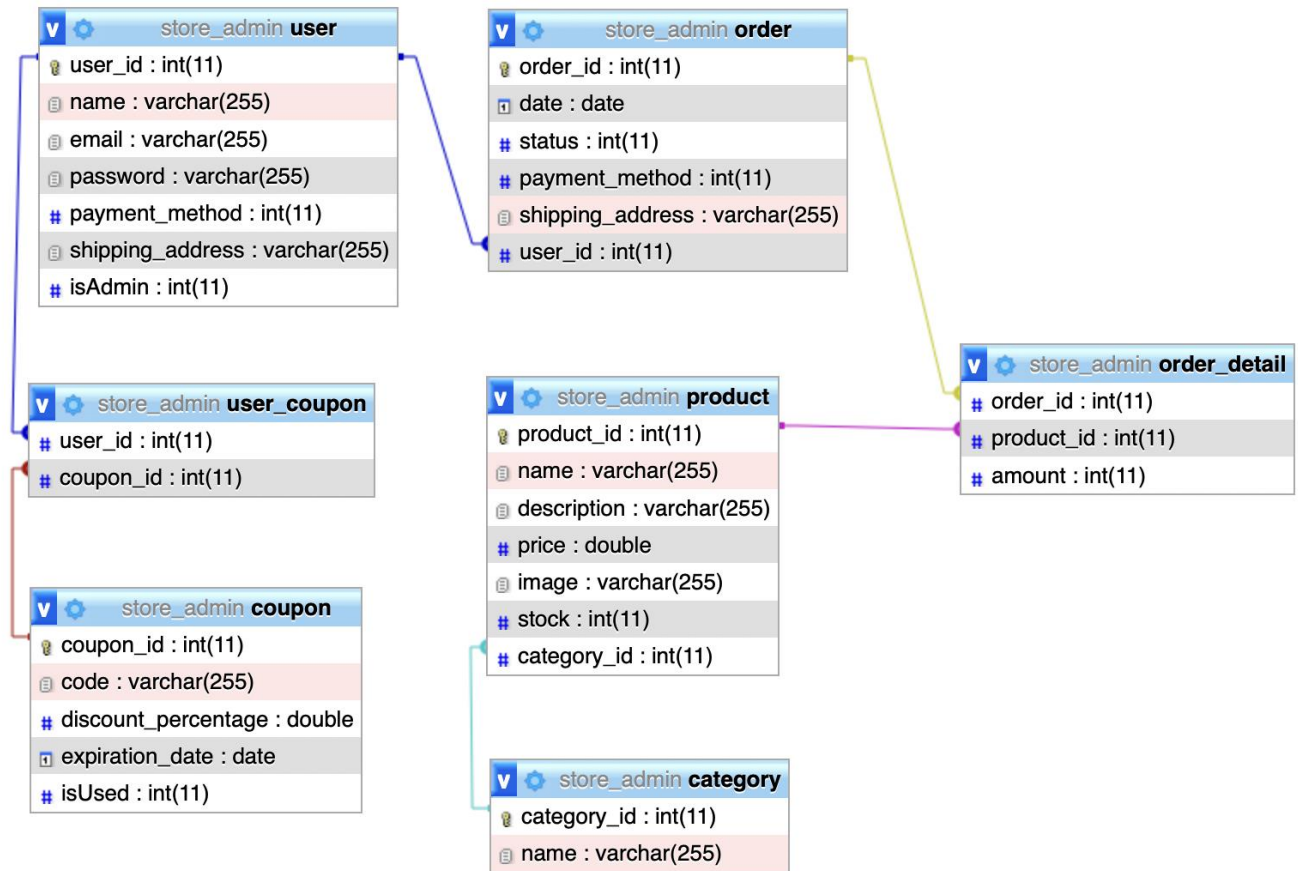 v store_admin user
user_id : int(11)
name : varchar(255)
email : varchar(255)
password : varchar(255)
# payment_method : int(11)
shipping_address : varchar(255)
# isAdmin : int(11)
v store_admin order
order_id : int(11)
date : date
# status : int(11)
# payment_method : int(11)
shipping_address : varchar(255)
# user_id : int(11)
v store_admin order_detail
# order_id : int(11)
# product_id : int(11)
# amount : int(11)
v store_admin user_coupon
# user_id : int(11)
# coupon_id : int(11)
v store_admin product
product_id : int(11)
name : varchar(255)
description : varchar(255)
# price : double
image : varchar(255)
# stock : int(11)
# category_id : int(11)
v store_admin coupon
coupon_id : int(11)
code : varchar(255)
# discount_percentage : double
expiration_date : date
# isUsed : int(11)
v store_admin category
category_id : int(11)
name : varchar(255)